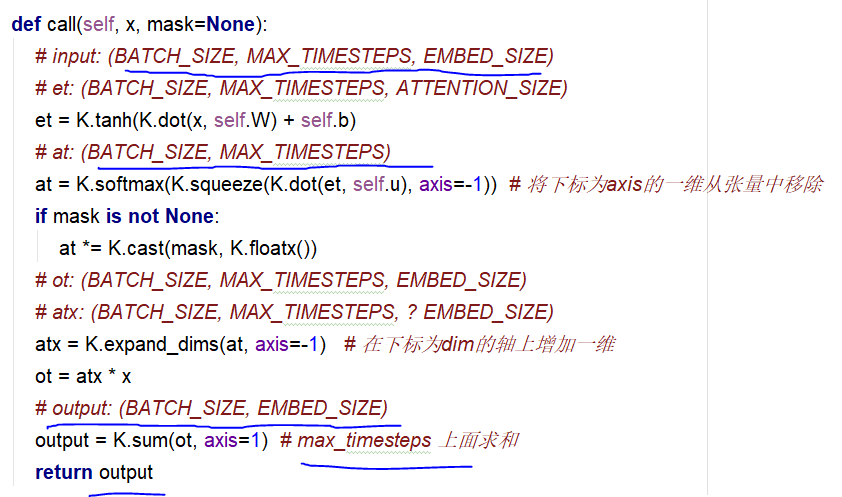 def call(self, x, mask=None):
# input: (BATCH_SIZE, MAX_TIMESTEPS, EMBED_SIZE)
# et: (BATCH_SIZE, MAX_TIMESTEPS, ATTENTION_SIZE)
et = K.tanh(K.dot(x, self.W) + self.b)
# at: (BATCH_SIZE, MAX_TIMESTEPS)
at = K.softmax(K.squeeze(K.dot(et, self.u), axis=-1))  # 将下标为axis的一维从张量中移除
if mask is not None:
at *= K.cast(mask, K.floatx())
# ot: (BATCH_SIZE, MAX_TIMESTEPS, EMBED_SIZE)
# atx: (BATCH_SIZE, MAX_TIMESTEPS, ? EMBED_SIZE)
atx = K.expand_dims(at, axis=-1)   # 在下标为dim的轴上增加一维
ot = atx * x
# output: (BATCH_SIZE, EMBED_SIZE)
output = K.sum(ot, axis=1)  # max_timesteps 上面求和
return output